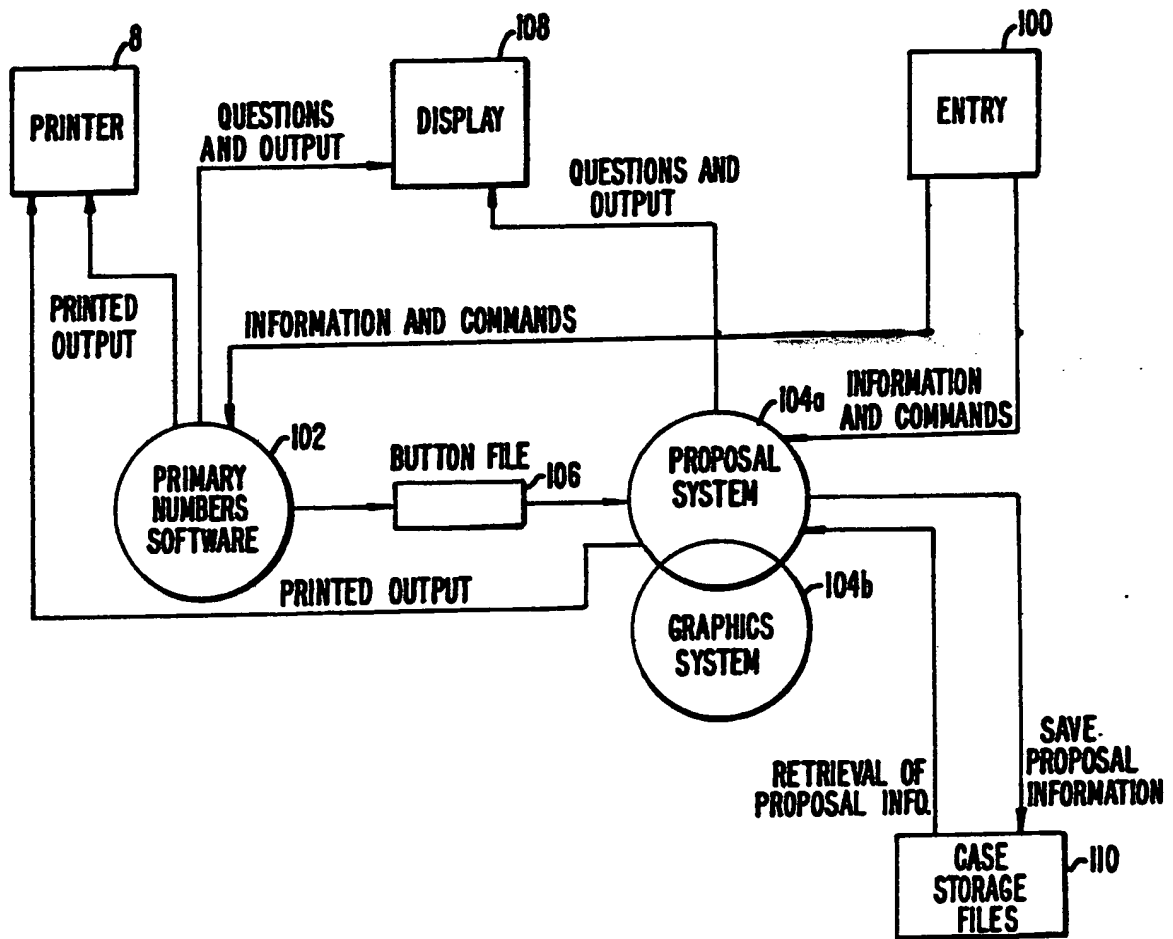 8
PRINTER
108
DISPLAY
100
ENTRY
QUESTIONS
AND OUTPUT
QUESTIONS AND
OUTPUT
PRINTED
OUTPUT
INFORMATION AND COMMANDS
INFORMATION
AND COMMANDS
102
PRIMARY
NUMBERS
SOFTWARE
BUTTON FILE
106
104a
PROPOSAL
SYSTEM
PRINTED OUTPUT
104b
GRAPHICS
SYSTEM
RETRIEVAL OF
PROPOSAL INFO.
SAVE
PROPOSAL
INFORMATION
CASE
STORAGE
FILES
110